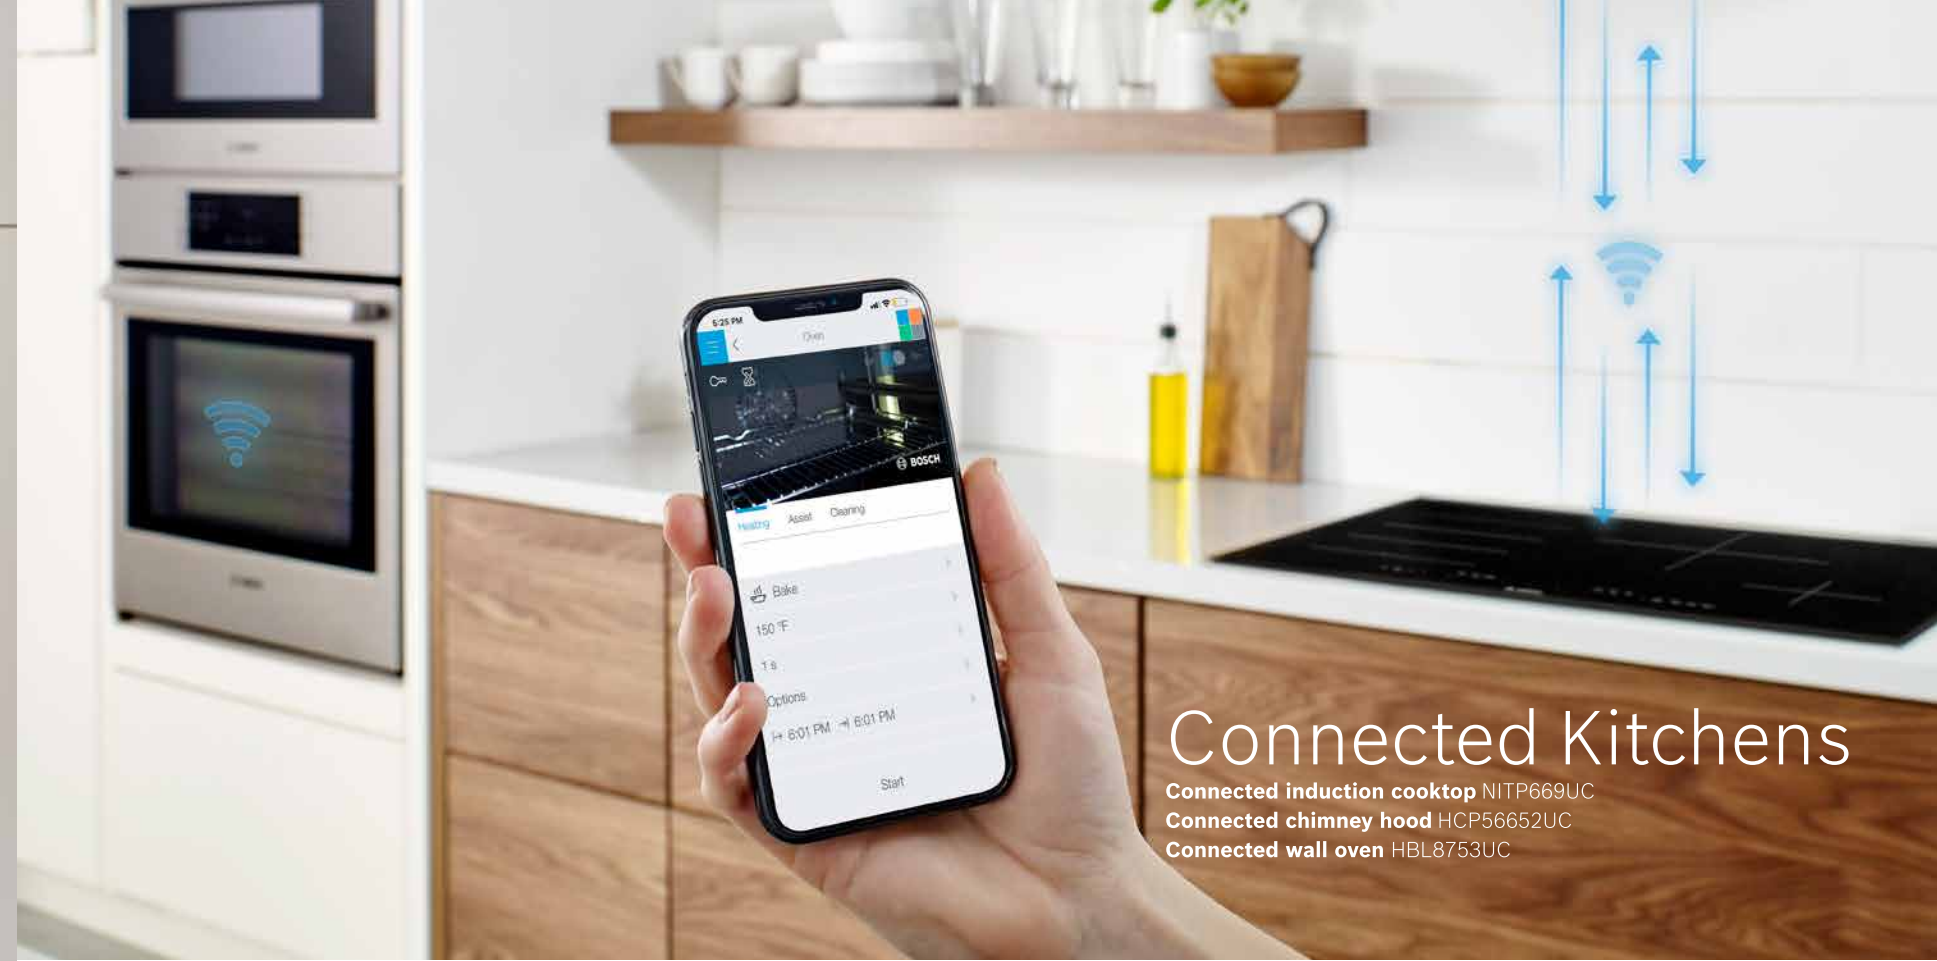 5:25 PM
Oven
BOSCH
Heating Assist Cleaning
Bake
150 °F
1 s
Options
6:01 PM 6:01 PM
Start
Connected Kitchens
Connected induction cooktop NITP669UC
Connected chimney hood HCP56652UC
Connected wall oven HBL8753UC